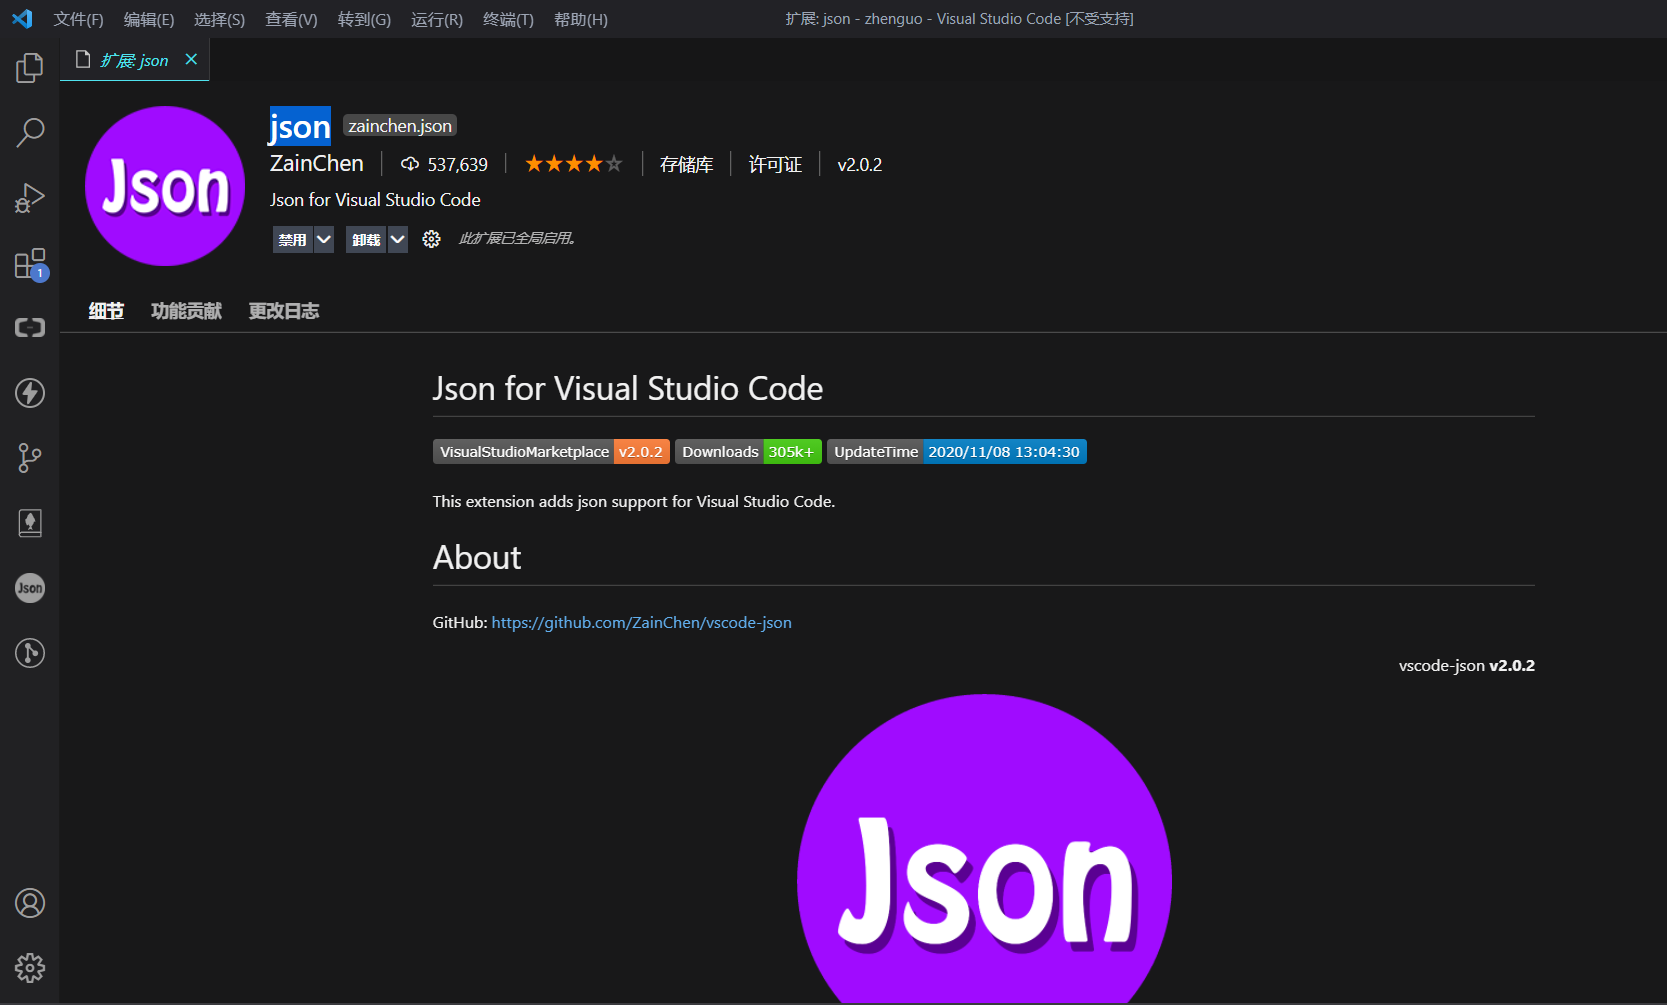 文件(F) 编辑(E) 选择(S) 查看(V) 转到(G) 运行(R) 终端(T) 帮助(H) 扩展: json - zhenguo - Visual Studio Code [不受支持]
扩展: json
Json
json zainchen.json
ZainChen 537,639 存储库 许可证 v2.0.2
Json for Visual Studio Code
禁用 卸载 此扩展已全局启用。
1
细节 功能贡献 更改日志
Json for Visual Studio Code
VisualStudioMarketplace v2.0.2 Downloads 305k+ UpdateTime 2020/11/08 13:04:30
This extension adds json support for Visual Studio Code.
About
Json
GitHub: https://github.com/ZainChen/vscode-json
vscode-json v2.0.2
Json